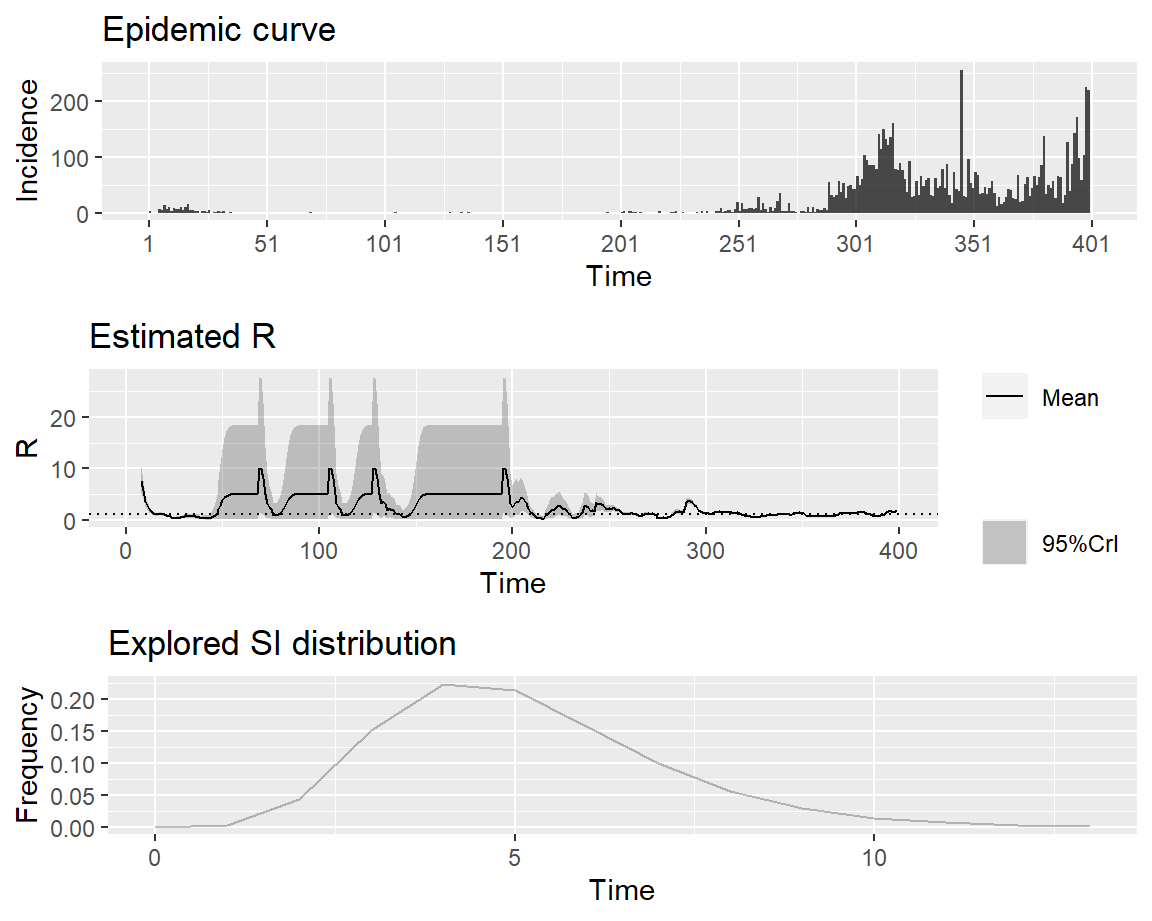 Epidemic curve
Incidence
200
100
0
1 51 101 151 201 251 301 351 401
Time
Estimated R
R
20
10
0
0 100 200 300 400
Time
Mean
95%CrI
Explored SI distribution
Frequency
0.20
0.15
0.10
0.05
0.00
0 5 10
Time